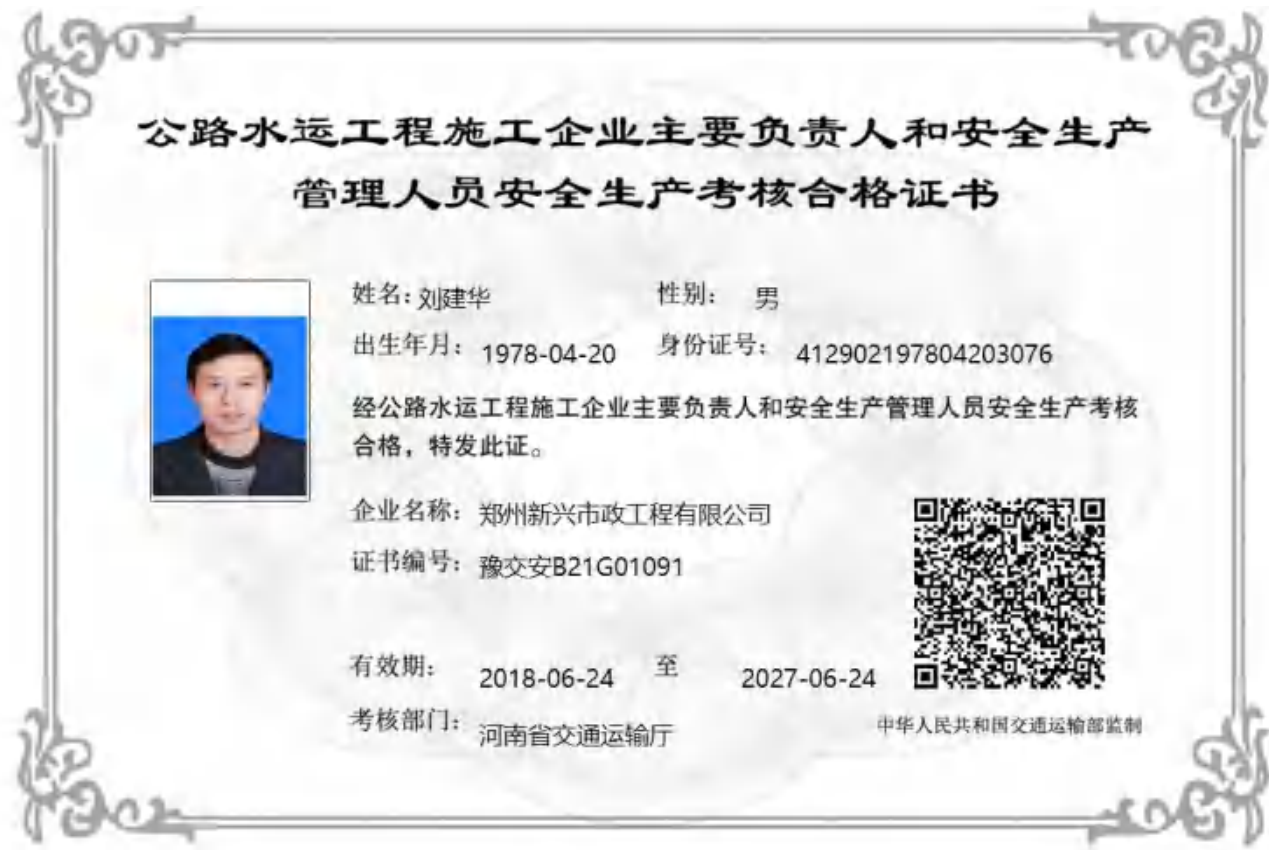 公路水运工程施工企业主要负责人和安全生产
管理人员安全生产考核合格证书
姓名：刘建华 性别： 男
出生年月：1978-04-20 身份证号：412902197804203076
经公路水运工程施工企业主要负责人和安全生产管理人员安全生产考核
合格，特发此证。
企业名称：郑州新兴市政工程有限公司
证书编号：豫交安B21G01091
有效期：2018-06-24 至 2027-06-24
考核部门：河南省交通运输厅
中华人民共和国交通运输部监制